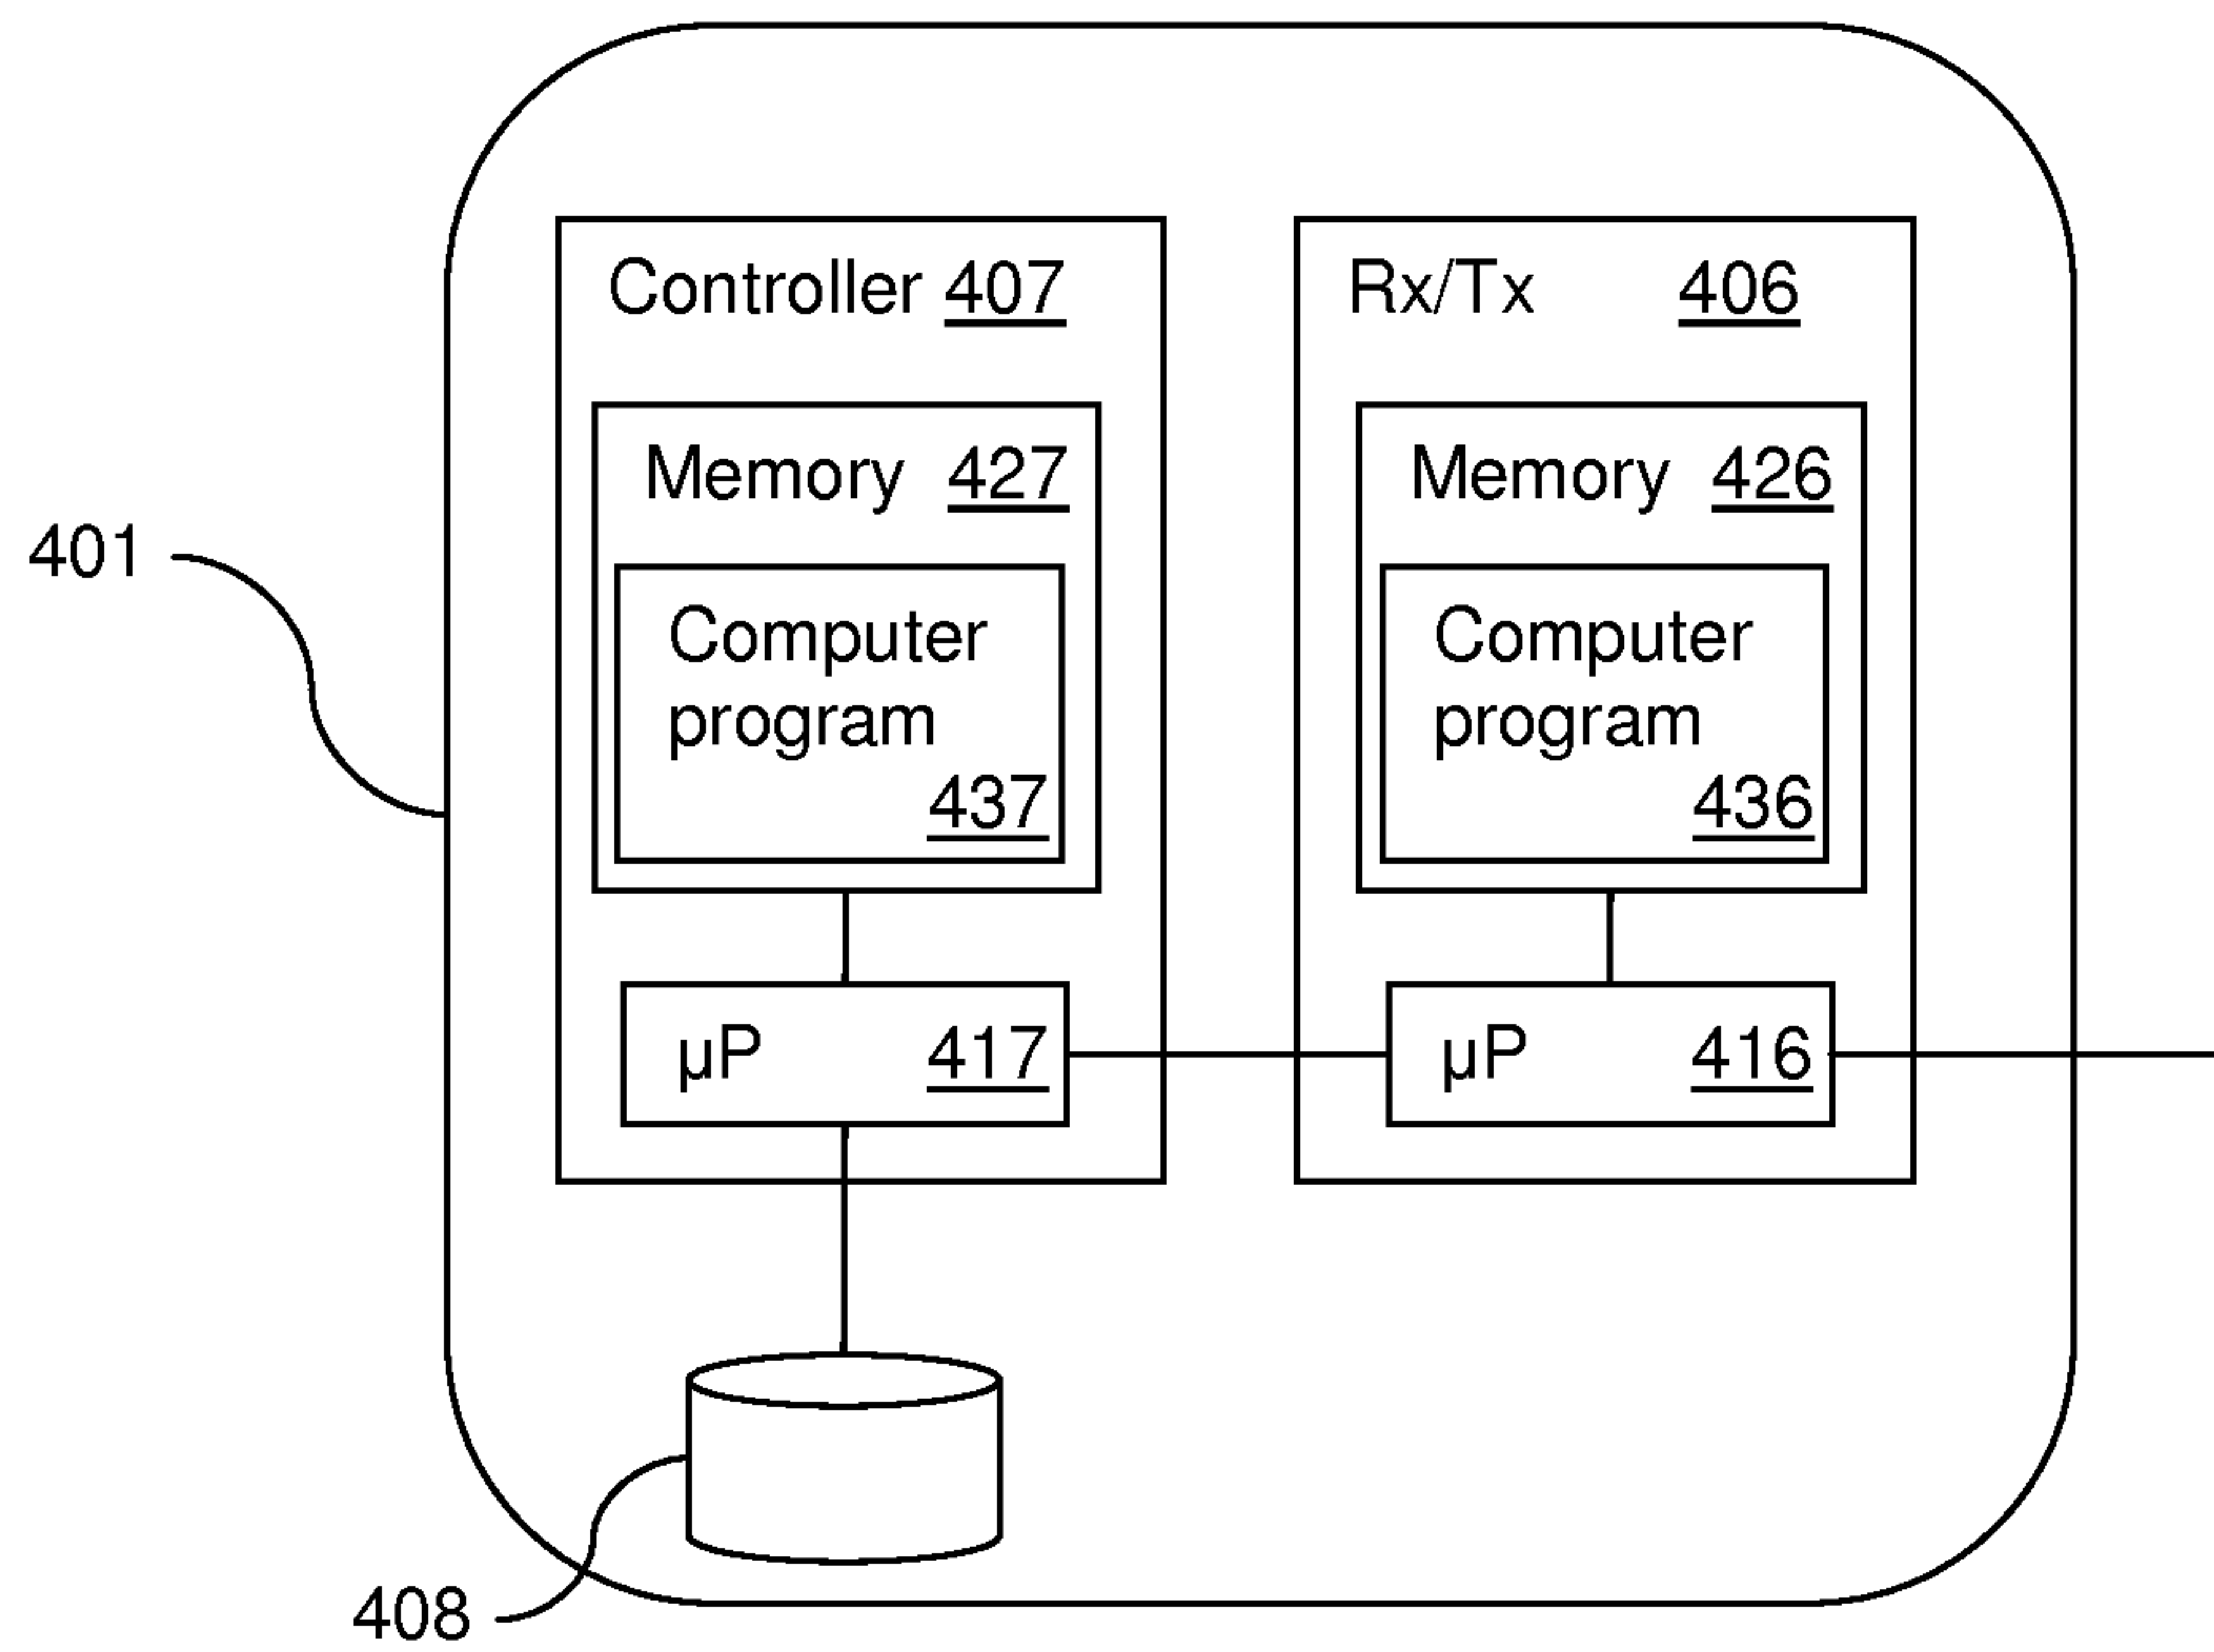 Controller 407
Rx/Tx 406
Memory 427
Memory 426
401
Computer
program
437
Computer
program
436
µP 417
µP 416
408